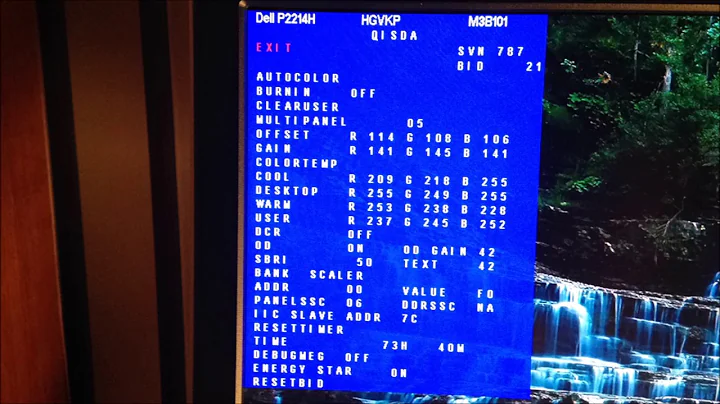 Dell P2214H HGVKP M3B101
QISDA
EXIT SVN 787
BID 21
AUTOCOLOR
BURNIN OFF
CLEARUSER
MULTIPANEL 05
OFFSET R 114 G 108 B 106
GAIN R 141 G 145 B 141
COLORTEMP
COOL R 209 G 218 B 255
DESKTOP R 255 G 249 B 255
WARM R 253 G 238 B 228
USER R 237 G 245 B 252
DCR OFF
OD ON OD GAIN 42
SBRI 50 TEXT 42
BANK SCALER
ADDR 00 VALUE F0
PANELSSC 06 DDRSSC NA
IIC SLAVE ADDR 7C
RESETTIMER
TIME 73H 40M
DEBUGMEG OFF
ENERGY STAR ON
RESETBID